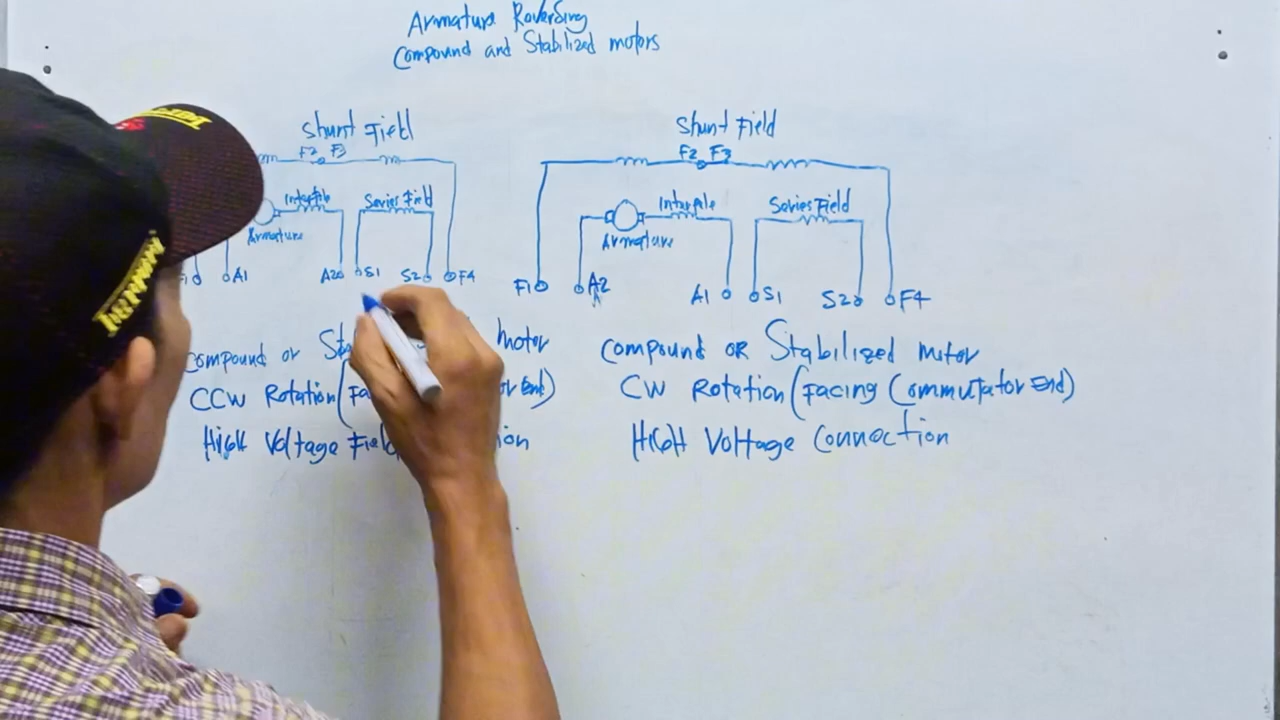 Armature Reversing
Compound and Stabilized motors
Shunt Field
F2 F3
Interpole
Series Field
Armature
A1
A2
S1
S2
F4
Compound or
motor
CCW Rotation
End)
High Voltage Field
Shunt Field
F2 F3
Interpole
Series Field
Armature
F1
A2
A1
S1
S2
F4
Compound OR Stabilized motor
CW Rotation (Facing Commutator End)
HIGH Voltage Connection